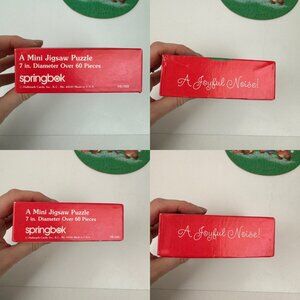 A Mini Jigsaw Puzzle
7 in. Diameter Over 60 Pieces
springbok
A Joyful Noise!
A Mini Jigsaw Puzzle
7 in. Diameter Over 60 Pieces
springbok
A Joyful Noise!